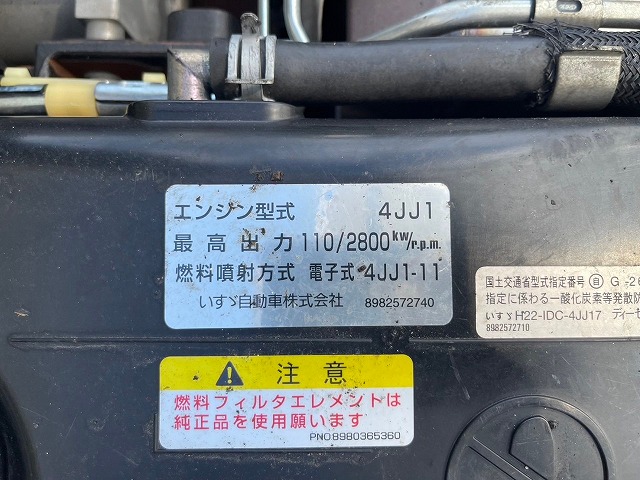 エンジン型式 4JJ1
最高出力 110/2800kW/r.p.m.
燃料噴射方式 電子式 4JJ1-11
いすゞ自動車株式会社 8982572740
国土交通省型式指定番号 自 G-26
指定に係わる一酸化炭素等発散防
いすゞH22-IDC-4JJ17 ディーゼ
8982572710
注意
燃料フィルタエレメントは
純正品を使用願います
PNO8980365360